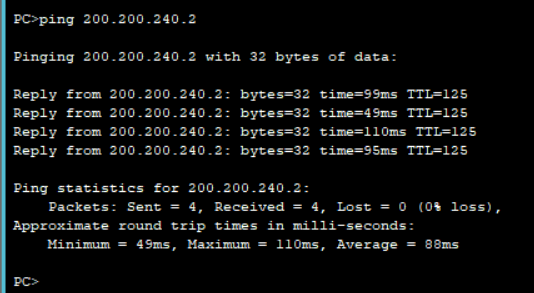 PC>ping 200.200.240.2
Pinging 200.200.240.2 with 32 bytes of data:
Reply from 200.200.240.2: bytes=32 time=99ms TTL=125
Reply from 200.200.240.2: bytes=32 time=49ms TTL=125
Reply from 200.200.240.2: bytes=32 time=110ms TTL=125
Reply from 200.200.240.2: bytes=32 time=95ms TTL=125
Ping statistics for 200.200.240.2:
Packets: Sent = 4, Received = 4, Lost = 0 (0% loss),
Approximate round trip times in milli-seconds:
Minimum = 49ms, Maximum = 110ms, Average = 88ms
PC>